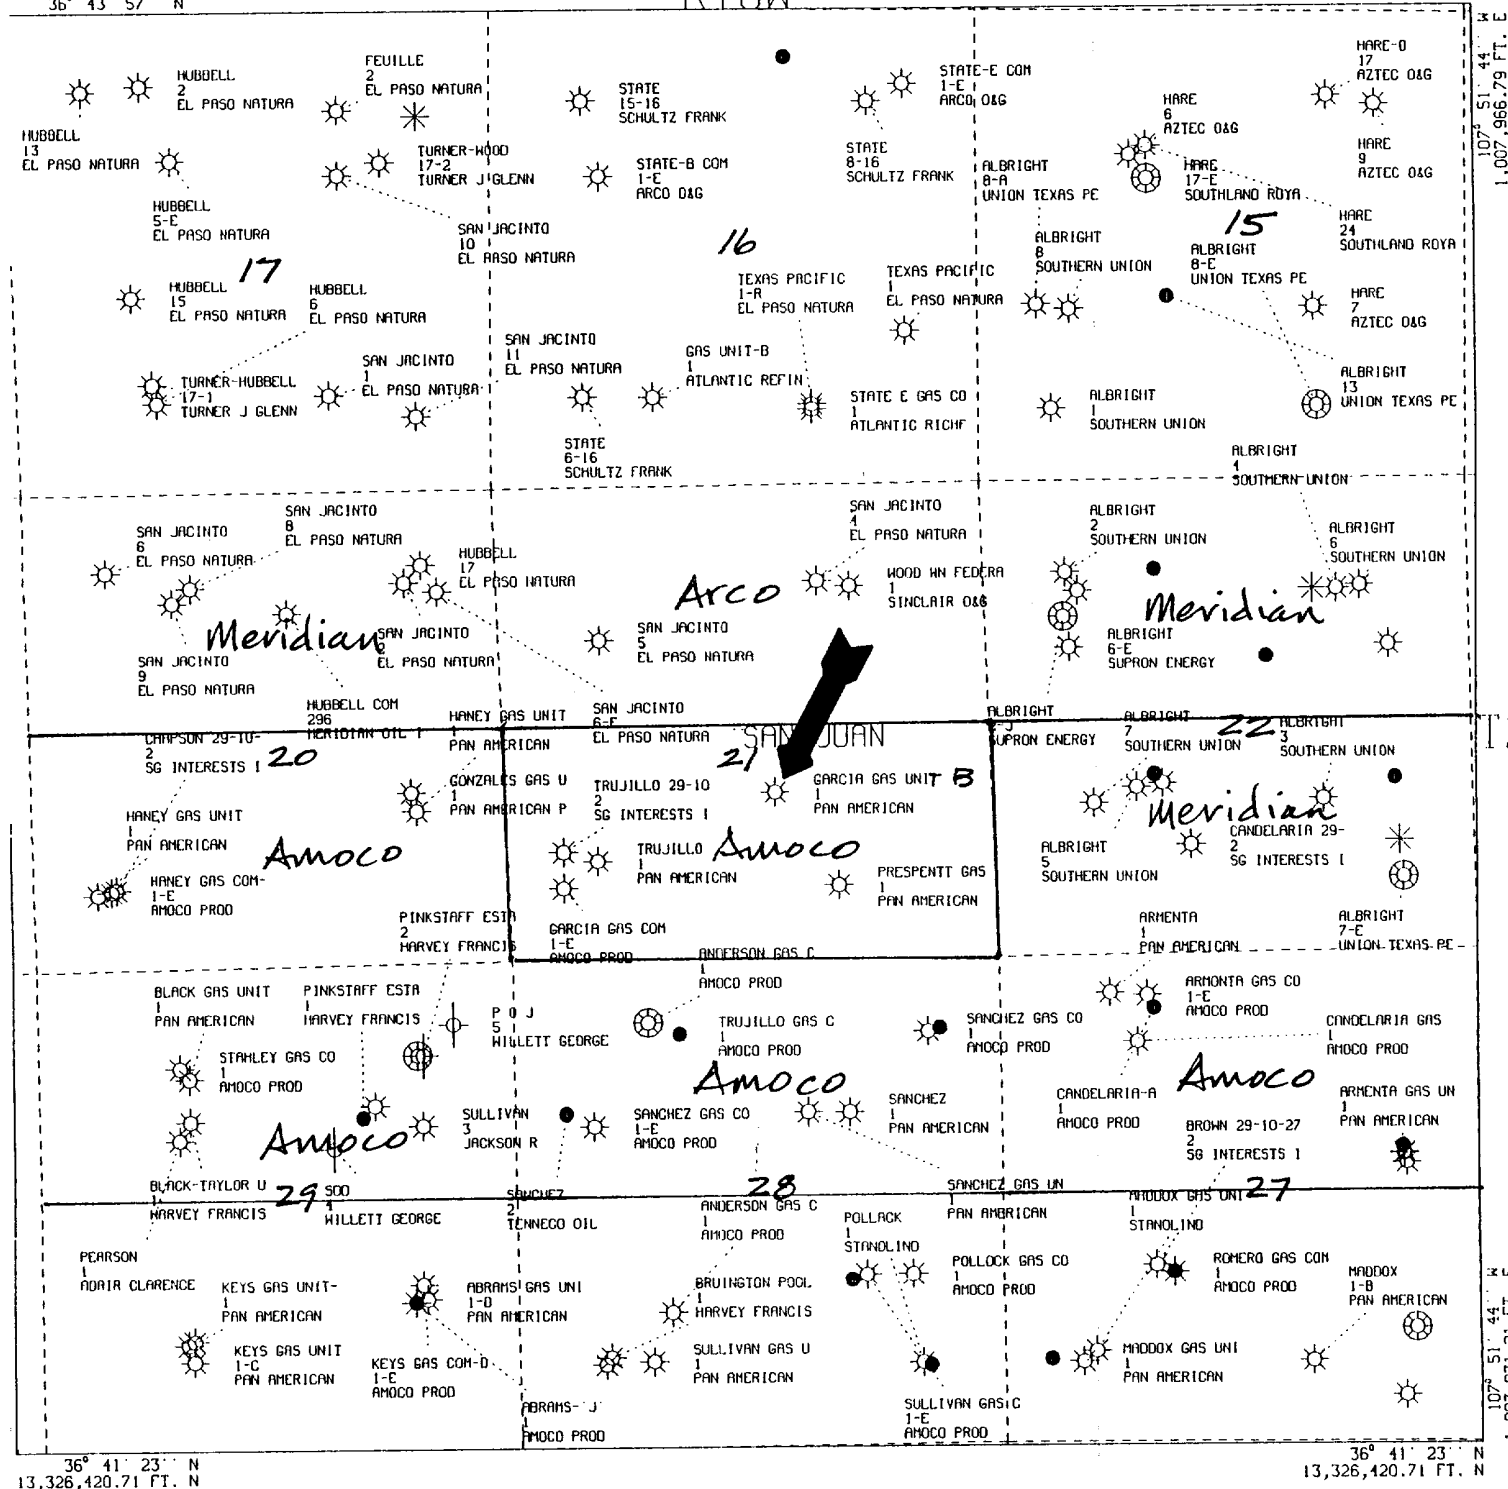 36° 43' 57" N
R10W
107° 51' 44" W
1,007,966.79 FT. E
HUBBELL
2
EL PASO NATURA
FEUILLE
2
EL PASO NATURA
STATE
15-16
SCHULTZ FRANK
STATE-E COM
1-E
ARCO O&G
HARE-D
17
AZTEC O&G
HARE
6
AZTEC O&G
HUBBELL
13
EL PASO NATURA
TURNER-WOOD
17-2
TURNER J GLENN
STATE-B COM
1-E
ARCO O&G
STATE
8-16
SCHULTZ FRANK
ALBRIGHT
8-A
UNION TEXAS PE
HARE
17-E
SOUTHLAND ROYA
HARE
9
AZTEC O&G
HUBBELL
5-E
EL PASO NATURA
SAN JACINTO
10
EL PASO NATURA
16
15
HARE
24
SOUTHLAND ROYA
17
ALBRIGHT
8
SOUTHERN UNION
ALBRIGHT
8-E
UNION TEXAS PE
HUBBELL
15
EL PASO NATURA
HUBBELL
6
EL PASO NATURA
TEXAS PACIFIC
1-R
EL PASO NATURA
TEXAS PACIFIC
1
EL PASO NATURA
HARE
7
AZTEC O&G
TURNER-HUBBELL
17-1
TURNER J GLENN
SAN JACINTO
1
EL PASO NATURA
SAN JACINTO
11
EL PASO NATURA
GAS UNIT-B
1
ATLANTIC REFIN
STATE E GAS CO
1
ATLANTIC RICHF
ALBRIGHT
1
SOUTHERN UNION
ALBRIGHT
13
UNION TEXAS PE
STATE
6-16
SCHULTZ FRANK
ALBRIGHT
4
SOUTHERN UNION
SAN JACINTO
6
EL PASO NATURA
SAN JACINTO
8
EL PASO NATURA
HUBBELL
17
EL PASO NATURA
SAN JACINTO
4
EL PASO NATURA
WOOD WN FEDERA
1
SINCLAIR O&G
ALBRIGHT
2
SOUTHERN UNION
ALBRIGHT
6
SOUTHERN UNION
Arco
Meridian
Meridian
SAN JACINTO
9
EL PASO NATURA
SAN JACINTO
2
EL PASO NATURA
SAN JACINTO
5
EL PASO NATURA
ALBRIGHT
6-E
SUPRON ENERGY
HUBBELL COM
296
MERIDIAN OIL I
HANEY GAS UNIT
1
PAN AMERICAN
SAN JACINTO
6-E
EL PASO NATURA
SAN JUAN
ALBRIGHT
SUPRON ENERGY
ALBRIGHT
7
SOUTHERN UNION
22
ALBRIGHT
3
SOUTHERN UNION
CHAPSON 29-10-
2
SG INTERESTS I
20
21
GONZALES GAS U
1
PAN AMERICAN P
TRUJILLO 29-10
2
SG INTERESTS I
GARCIA GAS UNIT B
1
PAN AMERICAN
HANEY GAS UNIT
1
PAN AMERICAN
Amoco
TRUJILLO
1
PAN AMERICAN
Amoco
Meridian
ALBRIGHT
5
SOUTHERN UNION
CANDELARIA 29-
2
SG INTERESTS I
HANEY GAS COM-
1-E
AMOCO PROD
PRESPENTT GAS
1
PAN AMERICAN
PINKSTAFF ESTA
2
HARVEY FRANCIS
GARCIA GAS COM
1-E
AMOCO PROD
ARMENTA
1
PAN AMERICAN
ALBRIGHT
7-E
UNION TEXAS PE
ANDERSON GAS C
1
AMOCO PROD
BLACK GAS UNIT
1
PAN AMERICAN
PINKSTAFF ESTA
1
HARVEY FRANCIS
P O J
5
WILLETT GEORGE
TRUJILLO GAS C
1
AMOCO PROD
SANCHEZ GAS CO
1
AMOCO PROD
ARMONTA GAS CO
1-E
AMOCO PROD
CANDELARIA GAS
1
AMOCO PROD
STANLEY GAS CO
1
AMOCO PROD
Amoco
Amoco
CANDELARIA-A
1
AMOCO PROD
ARMENTA GAS UN
1
PAN AMERICAN
Amoco
SULLIVAN
3
JACKSON R
SANCHEZ GAS CO
1-E
AMOCO PROD
SANCHEZ
1
PAN AMERICAN
BROWN 29-10-27
2
SG INTERESTS I
BLACK-TAYLOR U
1
HARVEY FRANCIS
29
SDO
4
WILLETT GEORGE
SANCHEZ
2
TENNECO OIL
28
ANDERSON GAS C
1
AMOCO PROD
SANCHEZ GAS UN
1
PAN AMERICAN
MADDOX GAS UNI
1
STANOLIND
27
POLLACK
1
STANOLIND
PEARSON
1
ADAIR CLARENCE
KEYS GAS UNIT-
1
PAN AMERICAN
ABRAMS GAS UNI
1-D
PAN AMERICAN
BRUINGTON POOL
1
HARVEY FRANCIS
POLLOCK GAS CO
1
AMOCO PROD
ROMERO GAS COM
1
AMOCO PROD
MADDOX
1-B
PAN AMERICAN
KEYS GAS UNIT
1-C
PAN AMERICAN
KEYS GAS COM-D
1-E
AMOCO PROD
SULLIVAN GAS U
1
PAN AMERICAN
MADDOX GAS UNI
1
PAN AMERICAN
ABRAMS- J
1
AMOCO PROD
SULLIVAN GAS C
1-E
AMOCO PROD
107° 51' 44" W
36° 41' 23" N
13,326,420.71 FT. N
36° 41' 23" N
13,326,420.71 FT. N